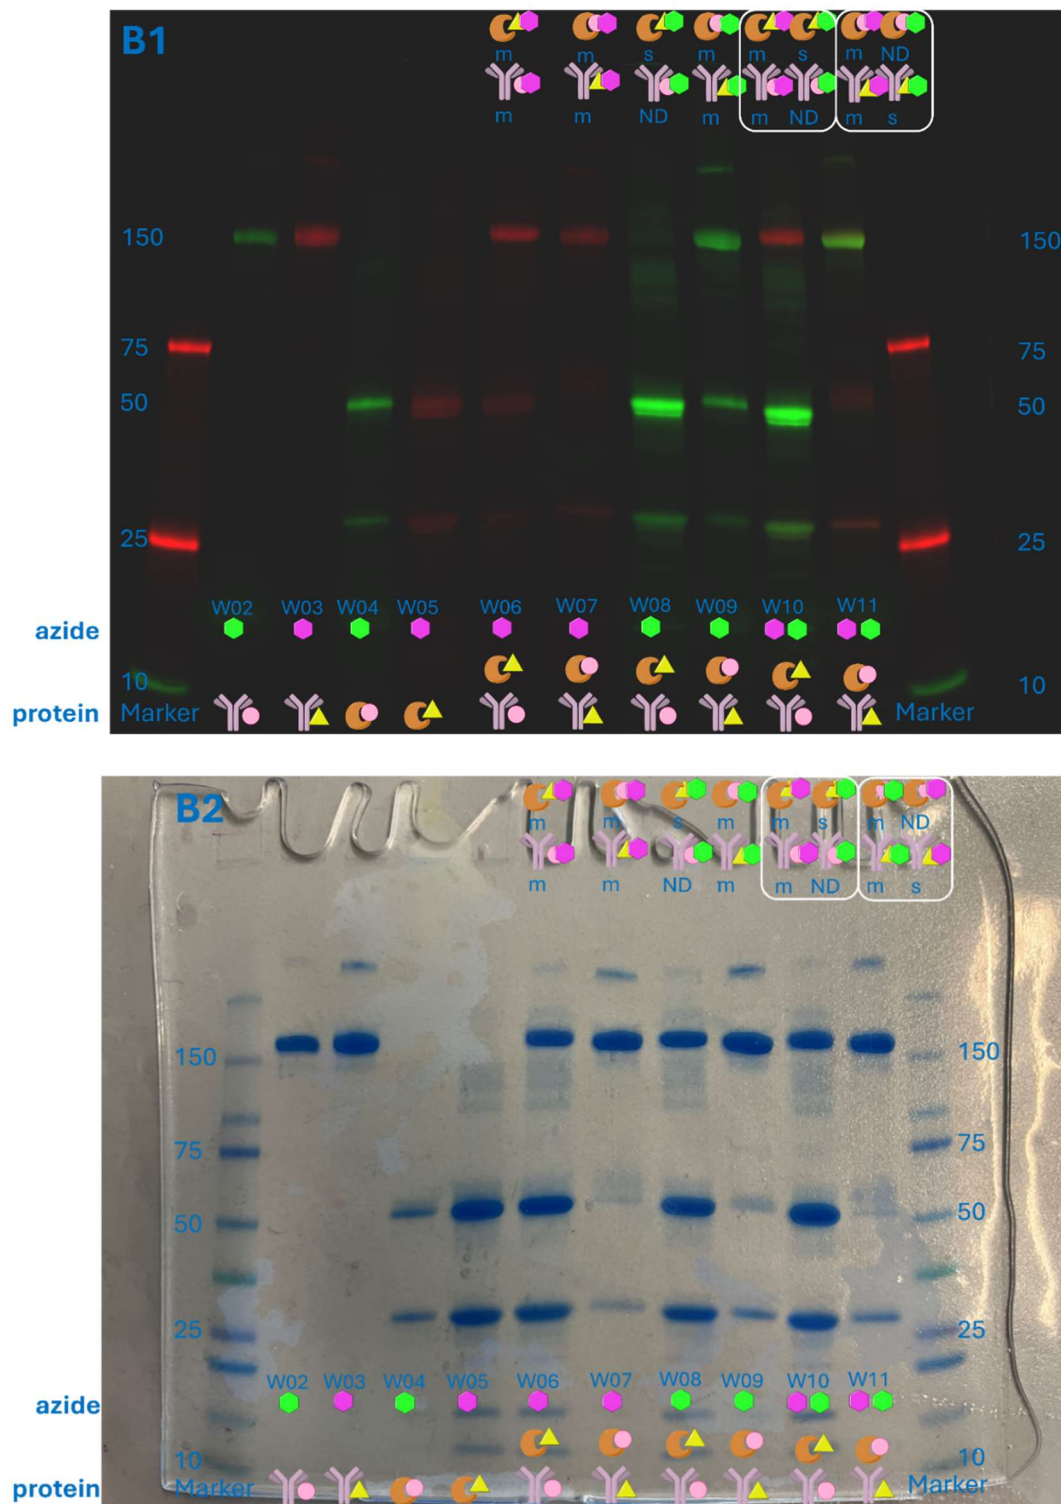 B1
m m s m m s m ND
m m ND m m ND m s
150 150
75 75
50 50
25 25
W02 W03 W04 W05 W06 W07 W08 W09 W10 W11
azide
10 10
protein Marker Marker
B2
m m s m m s m ND
m m ND m m ND m s
150 150
75 75
50 50
25 25
W02 W03 W04 W05 W06 W07 W08 W09 W10 W11
azide
10 10
protein Marker Marker